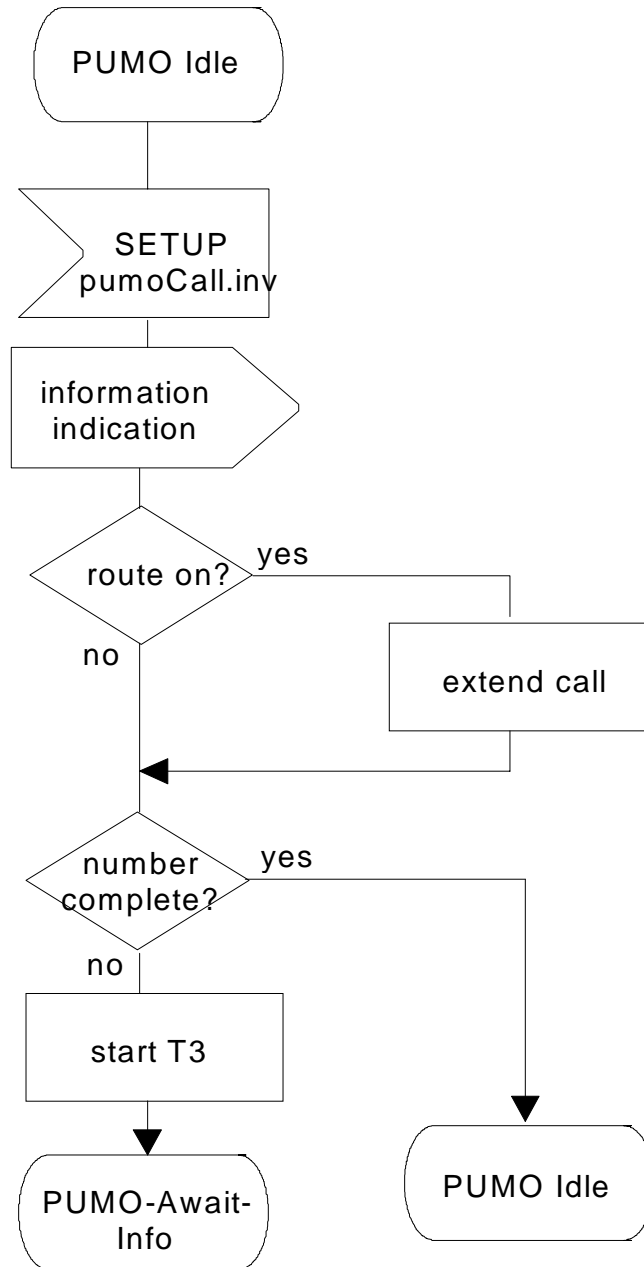 PUMO Idle
SETUP
pumoCall.inv
information
indication
route on?
yes
no
extend call
number
complete?
yes
no
start T3
PUMO-Await-
Info
PUMO Idle